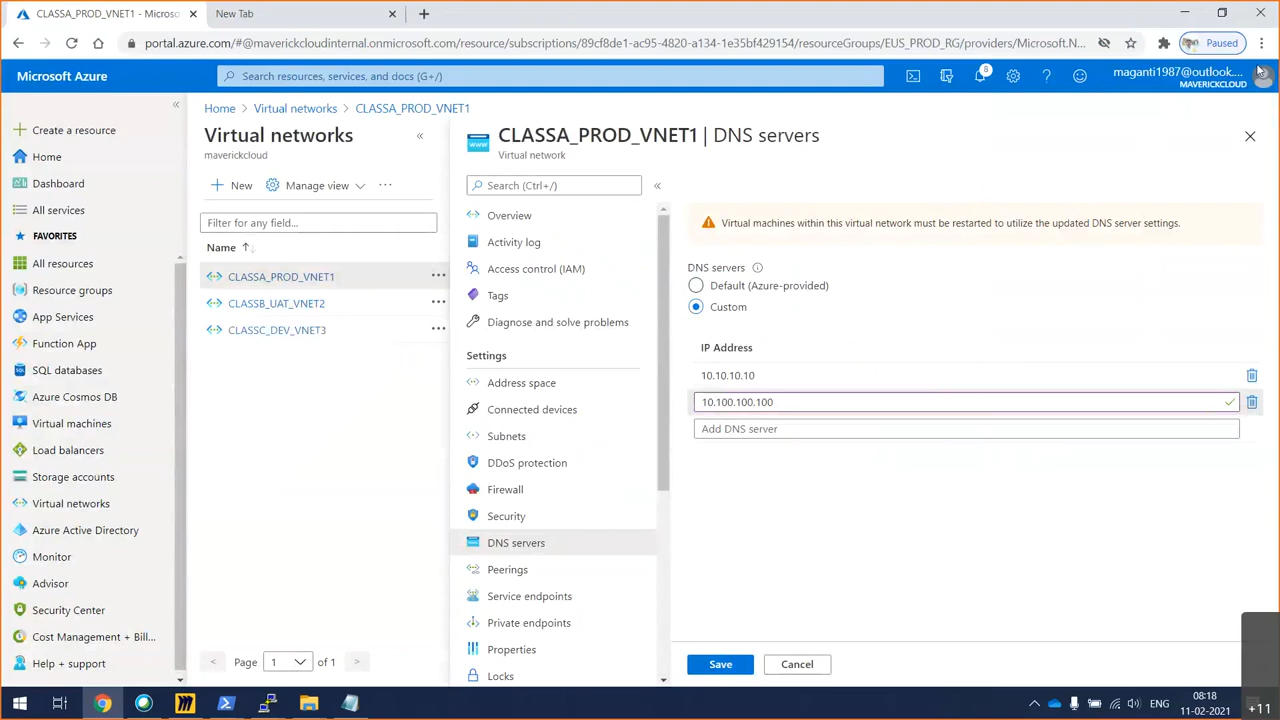 CLASSA_PROD_VNET1 - Microso
New Tab
portal.azure.com/#@maverickcloudinternal.onmicrosoft.com/resource/subscriptions/89cf8de1-ac95-4820-a134-1e35bf429154/resourceGroups/EUS_PROD_RG/providers/Microsoft.N...
Paused
Microsoft Azure
Search resources, services, and docs (G+/)
8
maganti1987@outlook....
MAVERICKCLOUD
Create a resource
Home
Dashboard
All services
FAVORITES
All resources
Resource groups
App Services
Function App
SQL databases
Azure Cosmos DB
Virtual machines
Load balancers
Storage accounts
Virtual networks
Azure Active Directory
Monitor
Advisor
Security Center
Cost Management + Bill...
Help + support
Home > Virtual networks > CLASSA_PROD_VNET1
Virtual networks
maverickcloud
New
Manage view
Filter for any field...
Name
CLASSA_PROD_VNET1
CLASSB_UAT_VNET2
CLASSC_DEV_VNET3
< Page 1 of 1 >
CLASSA_PROD_VNET1 | DNS servers
Virtual network
Search (Ctrl+/)
Overview
Activity log
Access control (IAM)
Tags
Diagnose and solve problems
Settings
Address space
Connected devices
Subnets
DDoS protection
Firewall
Security
DNS servers
Peerings
Service endpoints
Private endpoints
Properties
Locks
Virtual machines within this virtual network must be restarted to utilize the updated DNS server settings.
DNS servers
Default (Azure-provided)
Custom
IP Address
10.10.10.10
10.100.100.100
Add DNS server
Save
Cancel
ENG
08:18
11-02-2021
+11